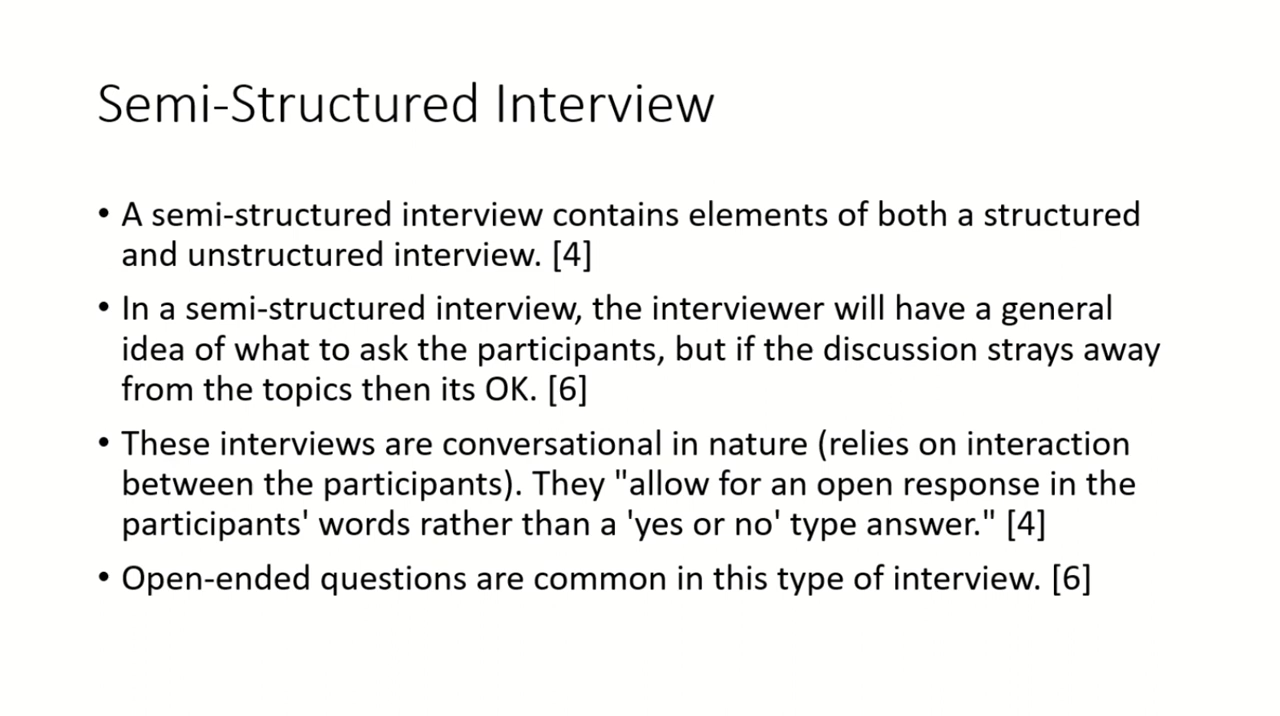 Semi-Structured Interview
• A semi-structured interview contains elements of both a structured
and unstructured interview. [4]
• In a semi-structured interview, the interviewer will have a general
idea of what to ask the participants, but if the discussion strays away
from the topics then its OK. [6]
• These interviews are conversational in nature (relies on interaction
between the participants). They "allow for an open response in the
participants' words rather than a 'yes or no' type answer." [4]
• Open-ended questions are common in this type of interview. [6]